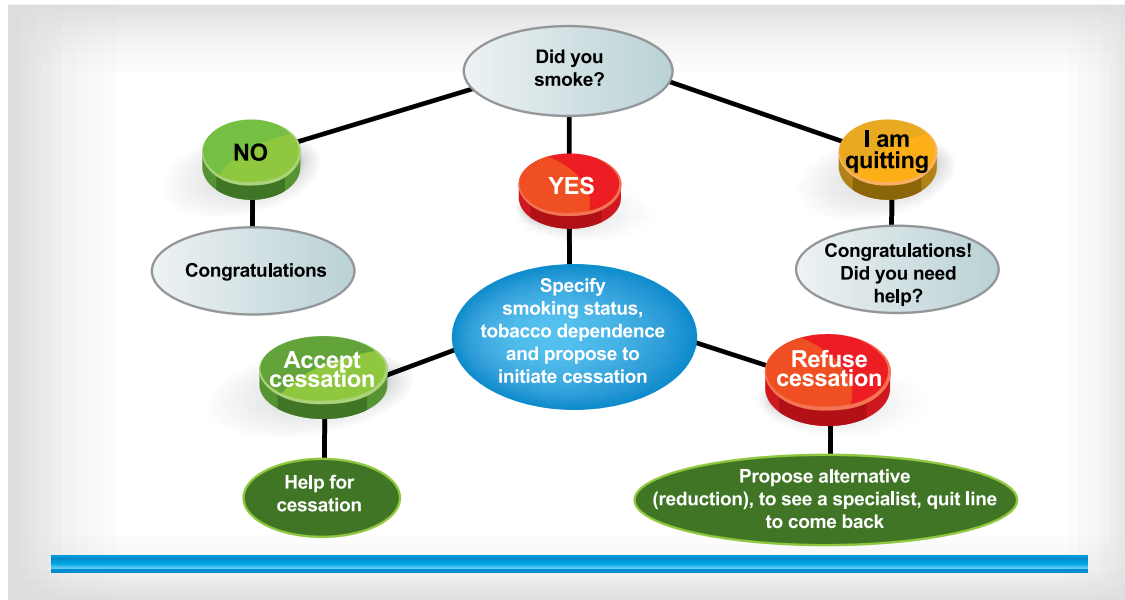 Did you
smoke?
NO
YES
I am
quitting
Congratulations
Congratulations!
Did you need
help?
Specify
smoking status,
tobacco dependence
and propose to
initiate cessation
Accept
cessation
Refuse
cessation
Help for
cessation
Propose alternative
(reduction), to see a specialist, quit line
to come back